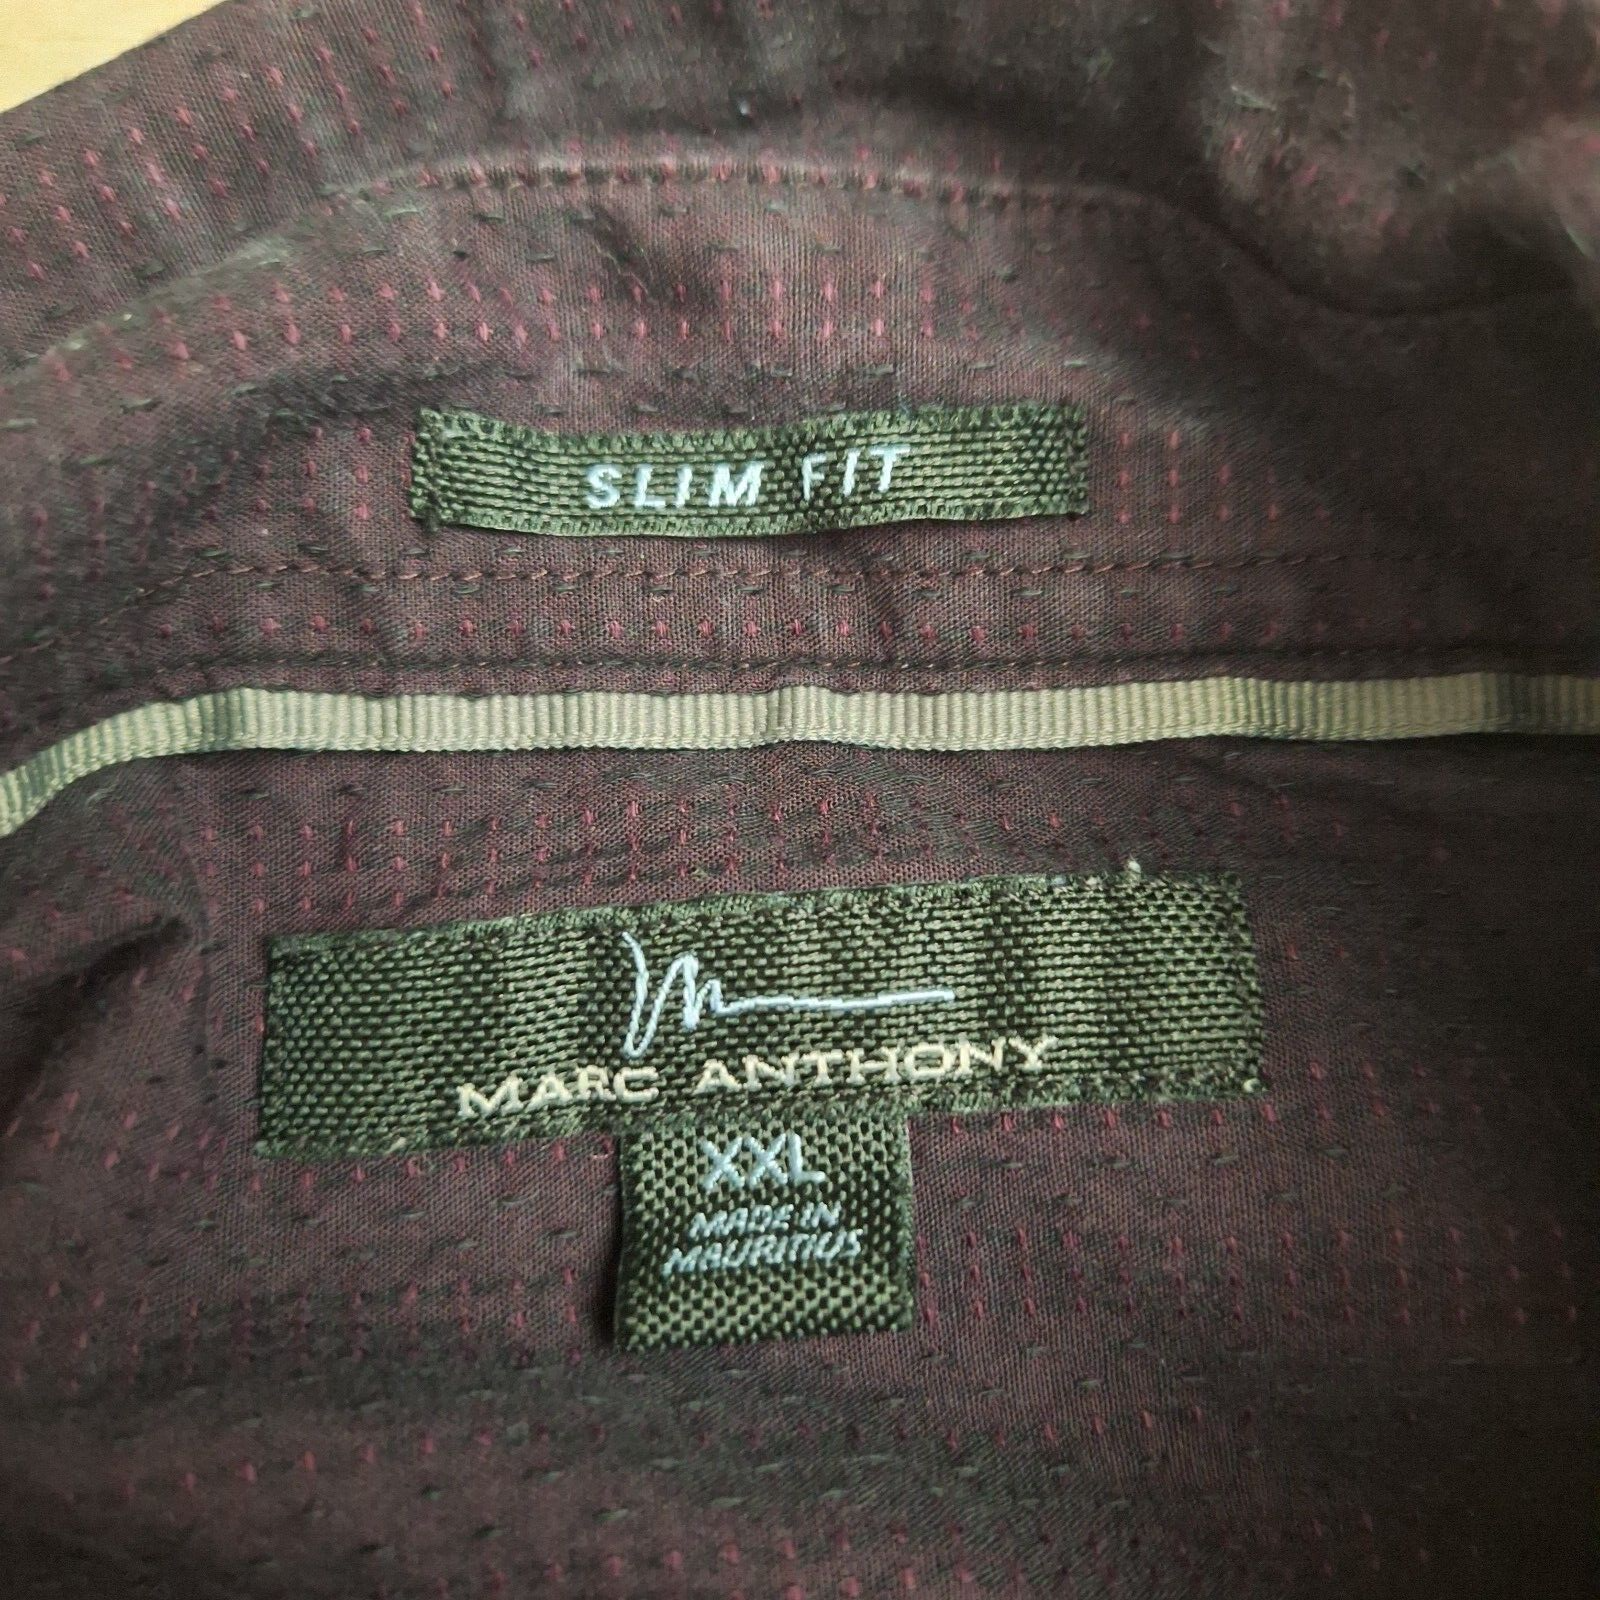 SLIM FIT
MARC ANTHONY
XXL
MADE IN
MAURITIUS